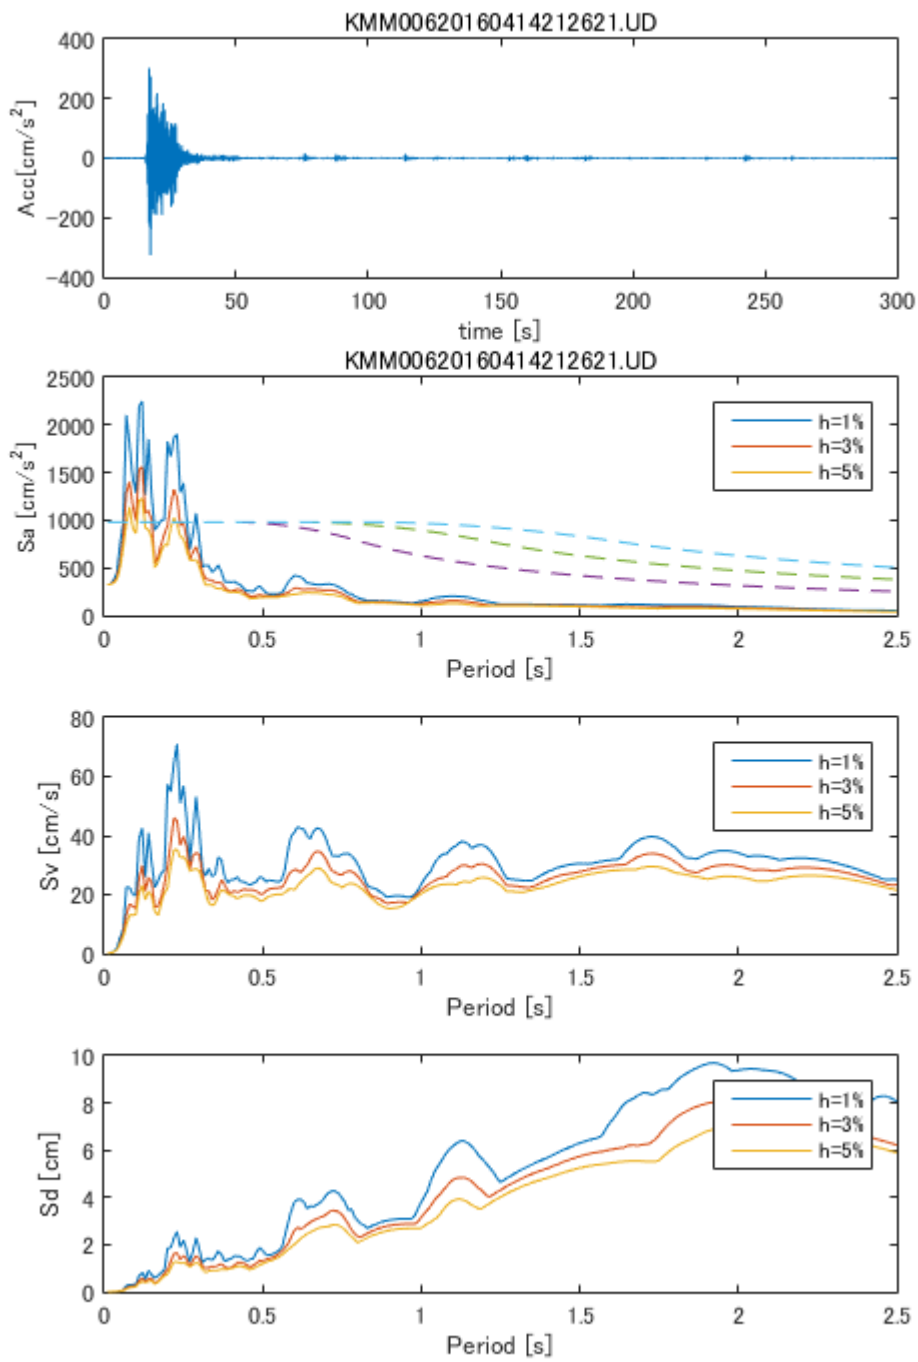 KMM0062016041421​2621.UD
400
200
0
-200
-400
Acc[cm/s²]
0 50 100 150 200 250 300
time [s]
KMM00620160414212621.UD
2500
2000
1500
1000
500
0
Sa [cm/s²]
h=1%
h=3%
h=5%
0 0.5 1 1.5 2 2.5
Period [s]
80
60
40
20
0
Sv [cm/s]
h=1%
h=3%
h=5%
0 0.5 1 1.5 2 2.5
Period [s]
10
8
6
4
2
0
Sd [cm]
h=1%
h=3%
h=5%
0 0.5 1 1.5 2 2.5
Period [s]